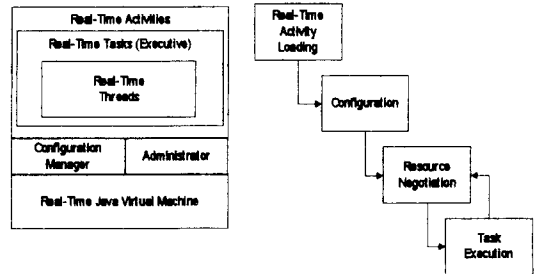 Real-Time Activities
Real-Time Tasks (Executive)
Real-Time
Threads
Configuration
Manager
Administrator
Real-Time Java Virtual Machine
Real-Time
Activity
Loading
Configuration
Resource
Negotiation
Task
Execution